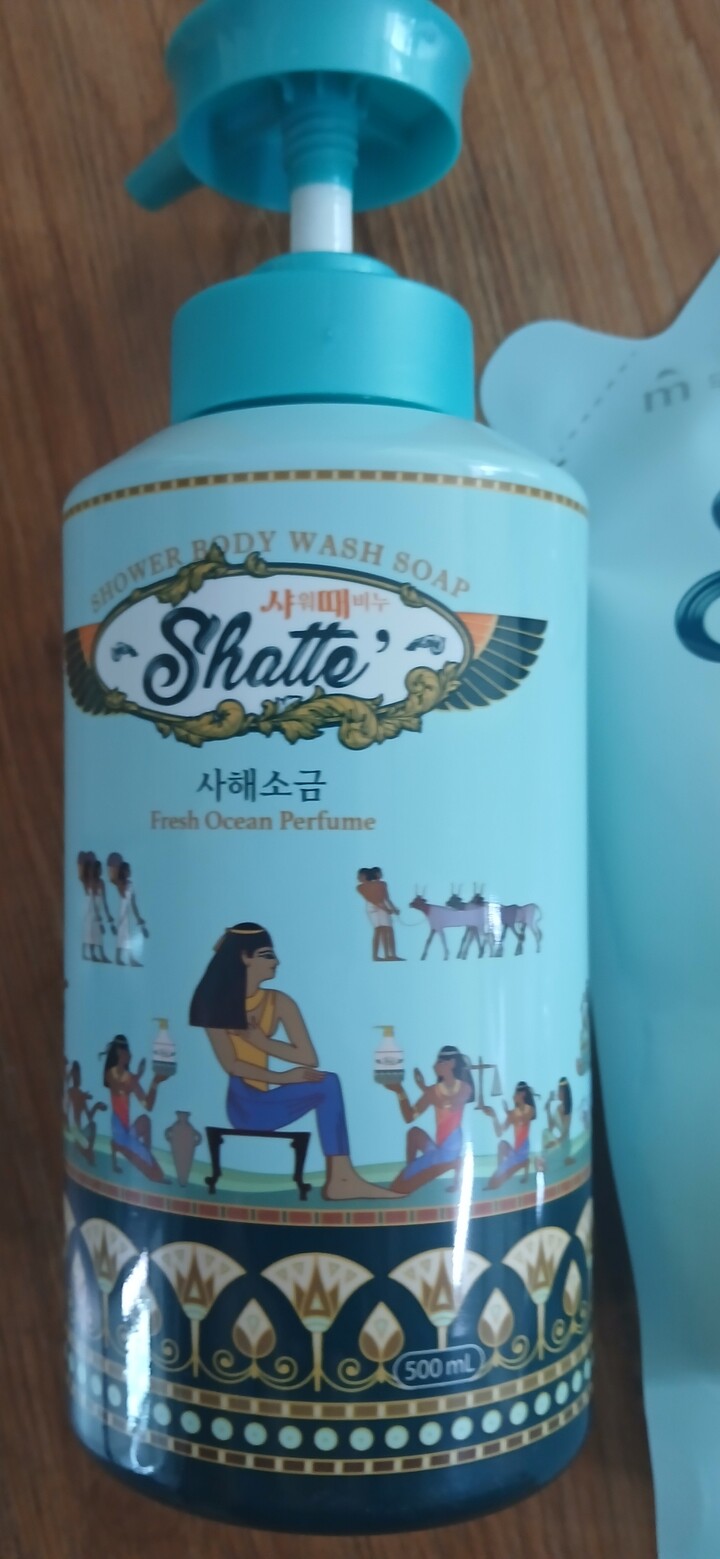 SHOWER BODY WASH SOAP
샤워때비누
Shatte'
사해소금
Fresh Ocean Perfume
500 mL
m